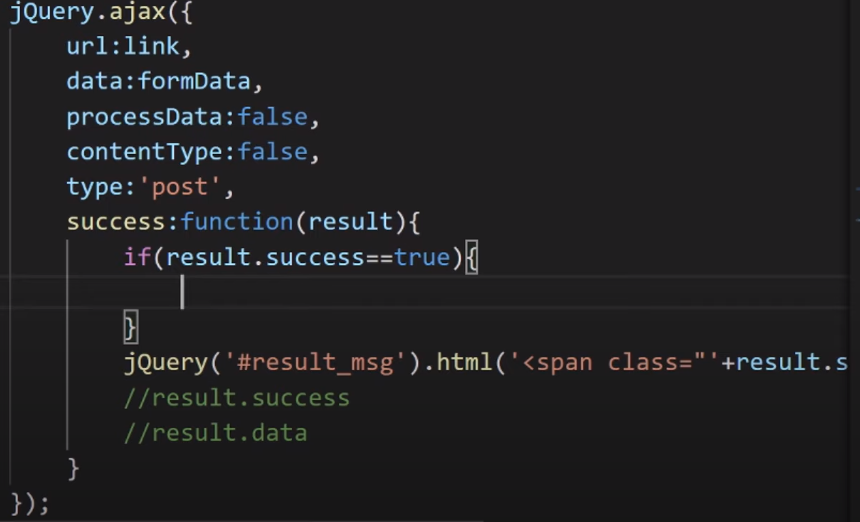 jQuery.ajax({
url:link,
data:formData,
processData:false,
contentType:false,
type:'post',
success:function(result){
if(result.success==true){
}
jQuery('#result_msg').html('<span class="'+result.s
//result.success
//result.data
}
});